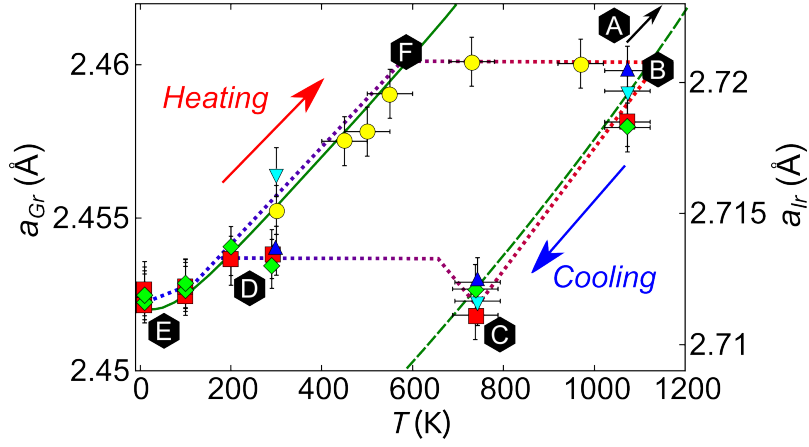 A
F
2.46
B
2.72
Heating
a_Gr (Å)
a_Ir (Å)
2.455
2.715
Cooling
D
E
C
2.45
2.71
0 200 400 600 800 1000 1200
T (K)